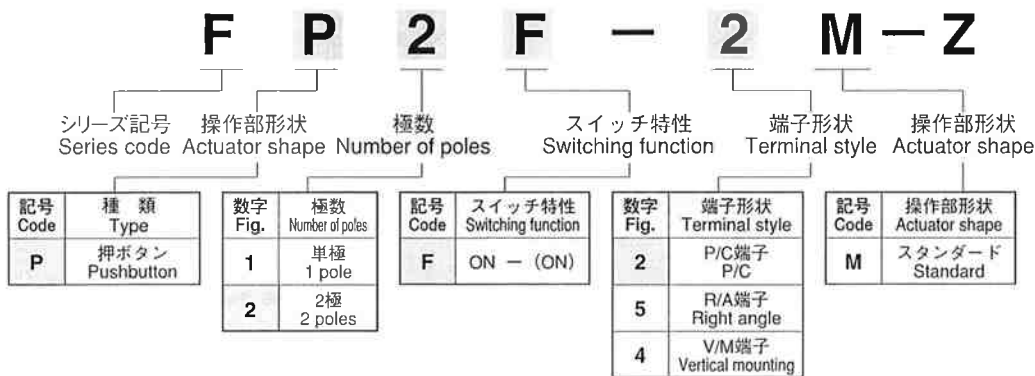 F P 2 F － 2 M－Z
シリーズ記号 操作部形状 極数 スイッチ特性 端子形状 操作部形状
Series code Actuator shape Number of poles Switching function Terminal style Actuator shape
記号 種 類
Code Type
P 押ボタン
Pushbutton
数字 極数
Fig. Number of poles
1 単極
1 pole
2 2極
2 poles
記号 スイッチ特性
Code Switching function
F ON － (ON)
数字 端子形状
Fig. Terminal style
2 P/C端子
P/C
5 R/A端子
Right angle
4 V/M端子
Vertical mounting
記号 操作部形状
Code Actuator shape
M スタンダード
Standard